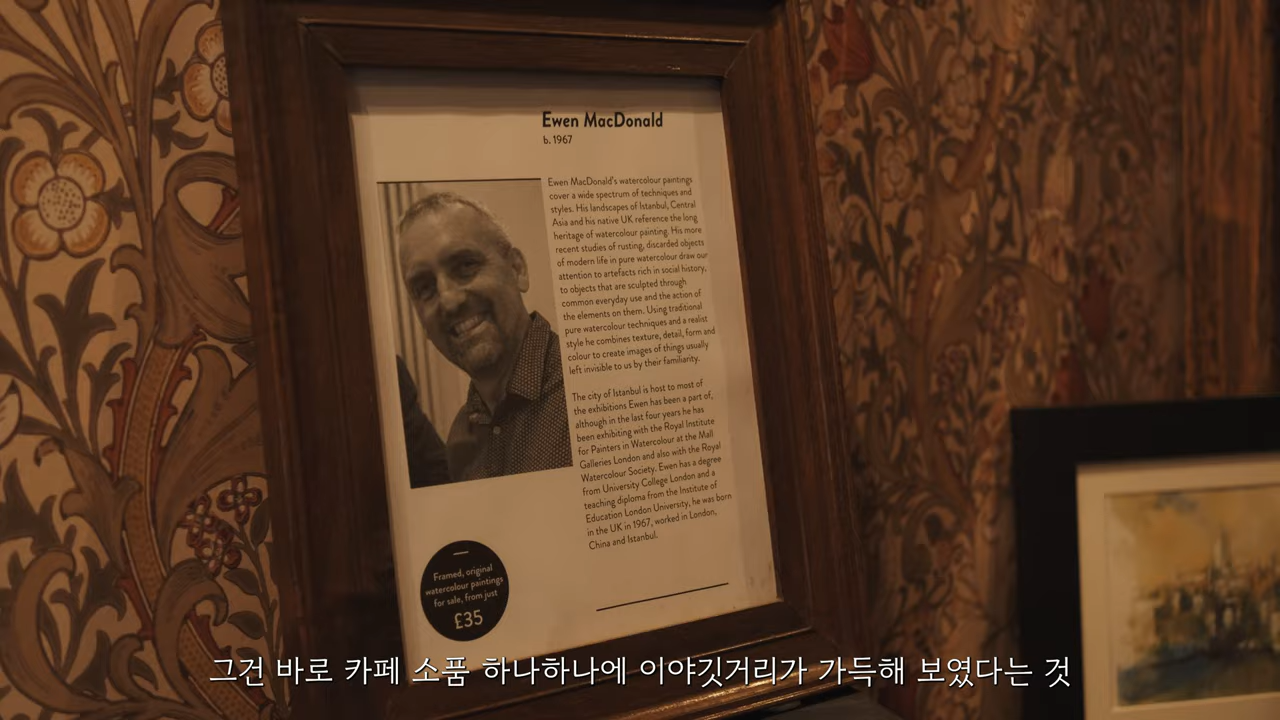 Ewen MacDonald
b. 1967
Ewen MacDonald's watercolour paintings
cover a wide spectrum of techniques and
styles. His landscapes of Istanbul, Central
Asia and his native UK reference the long
heritage of watercolour painting. His more
recent studies of rusting, discarded objects
of modern life in pure watercolour draw our
attention to artefacts rich in social history,
to objects that are sculpted through
common everyday use and the action of
the elements on them. Using traditional
pure watercolour techniques and a realist
style he combines texture, detail, form and
colour to create images of things usually
left invisible to us by their familiarity.
The city of Istanbul is host to most of
the exhibitions Ewen has been a part of,
although in the last four years he has
been exhibiting with the Royal Institute
for Painters in Watercolour at the Mall
Galleries London and also with the Royal
Watercolour Society. Ewen has a degree
from University College London and a
teaching diploma from the Institute of
Education London University, he was born
in the UK in 1967, worked in London,
China and Istanbul.
Framed, original
watercolour paintings
for sale, from just
£35
그건 바로 카페 소품 하나하나에 이야깃거리가 가득해 보였다는 것